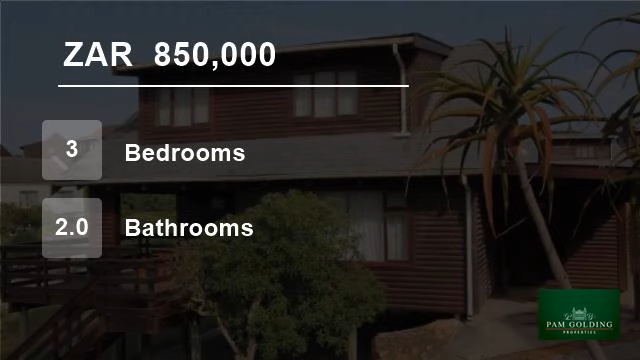 ZAR 850,000
3 Bedrooms
2.0 Bathrooms
PAM GOLDING
PROPERTIES